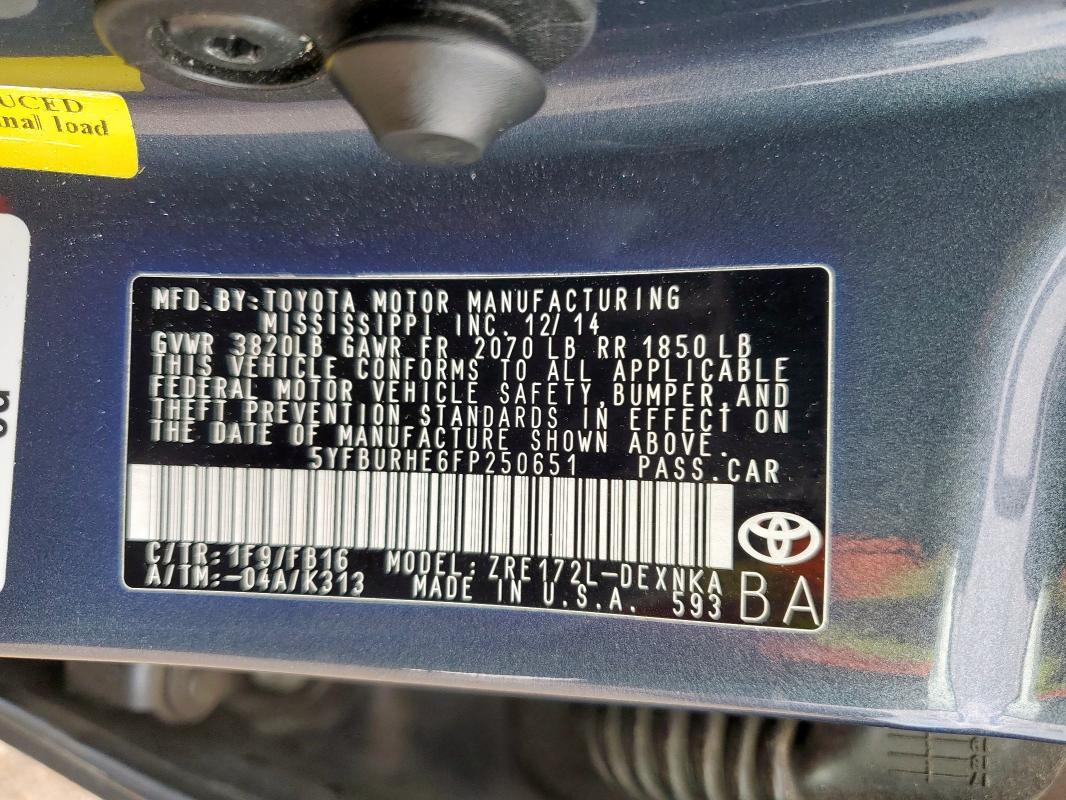 UCED
nal load
MFD.BY:TOYOTA MOTOR MANUFACTURING
MISSISSIPPI INC. 12/14
GVWR 3820LB GAWR FR 2070 LB RR 1850 LB
THIS VEHICLE CONFORMS TO ALL APPLICABLE
FEDERAL MOTOR VEHICLE SAFETY,BUMPER,AND
THEFT PREVENTION STANDARDS IN EFFECT ON
THE DATE OF MANUFACTURE SHOWN ABOVE.
5YFBURHE6FP250651 PASS.CAR
C/TR:1F9/FB16 MODEL:ZRE172L-DEXNKA
A/TM:-04A/K313 MADE IN U.S.A. 593
BA